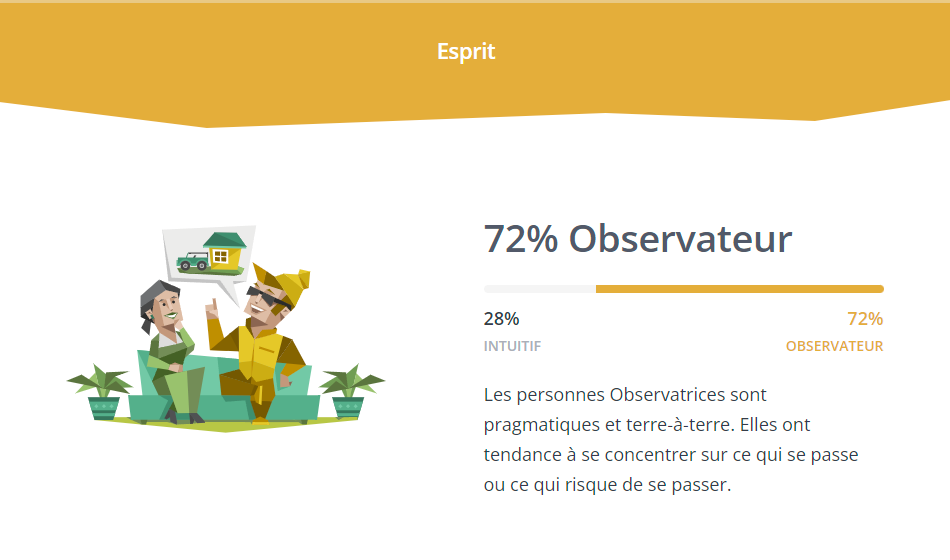 Esprit
72% Observateur
28%
72%
INTUITIF
OBSERVATEUR
Les personnes Observatrices sont
pragmatiques et terre-à-terre. Elles ont
tendance à se concentrer sur ce qui se passe
ou ce qui risque de se passer.